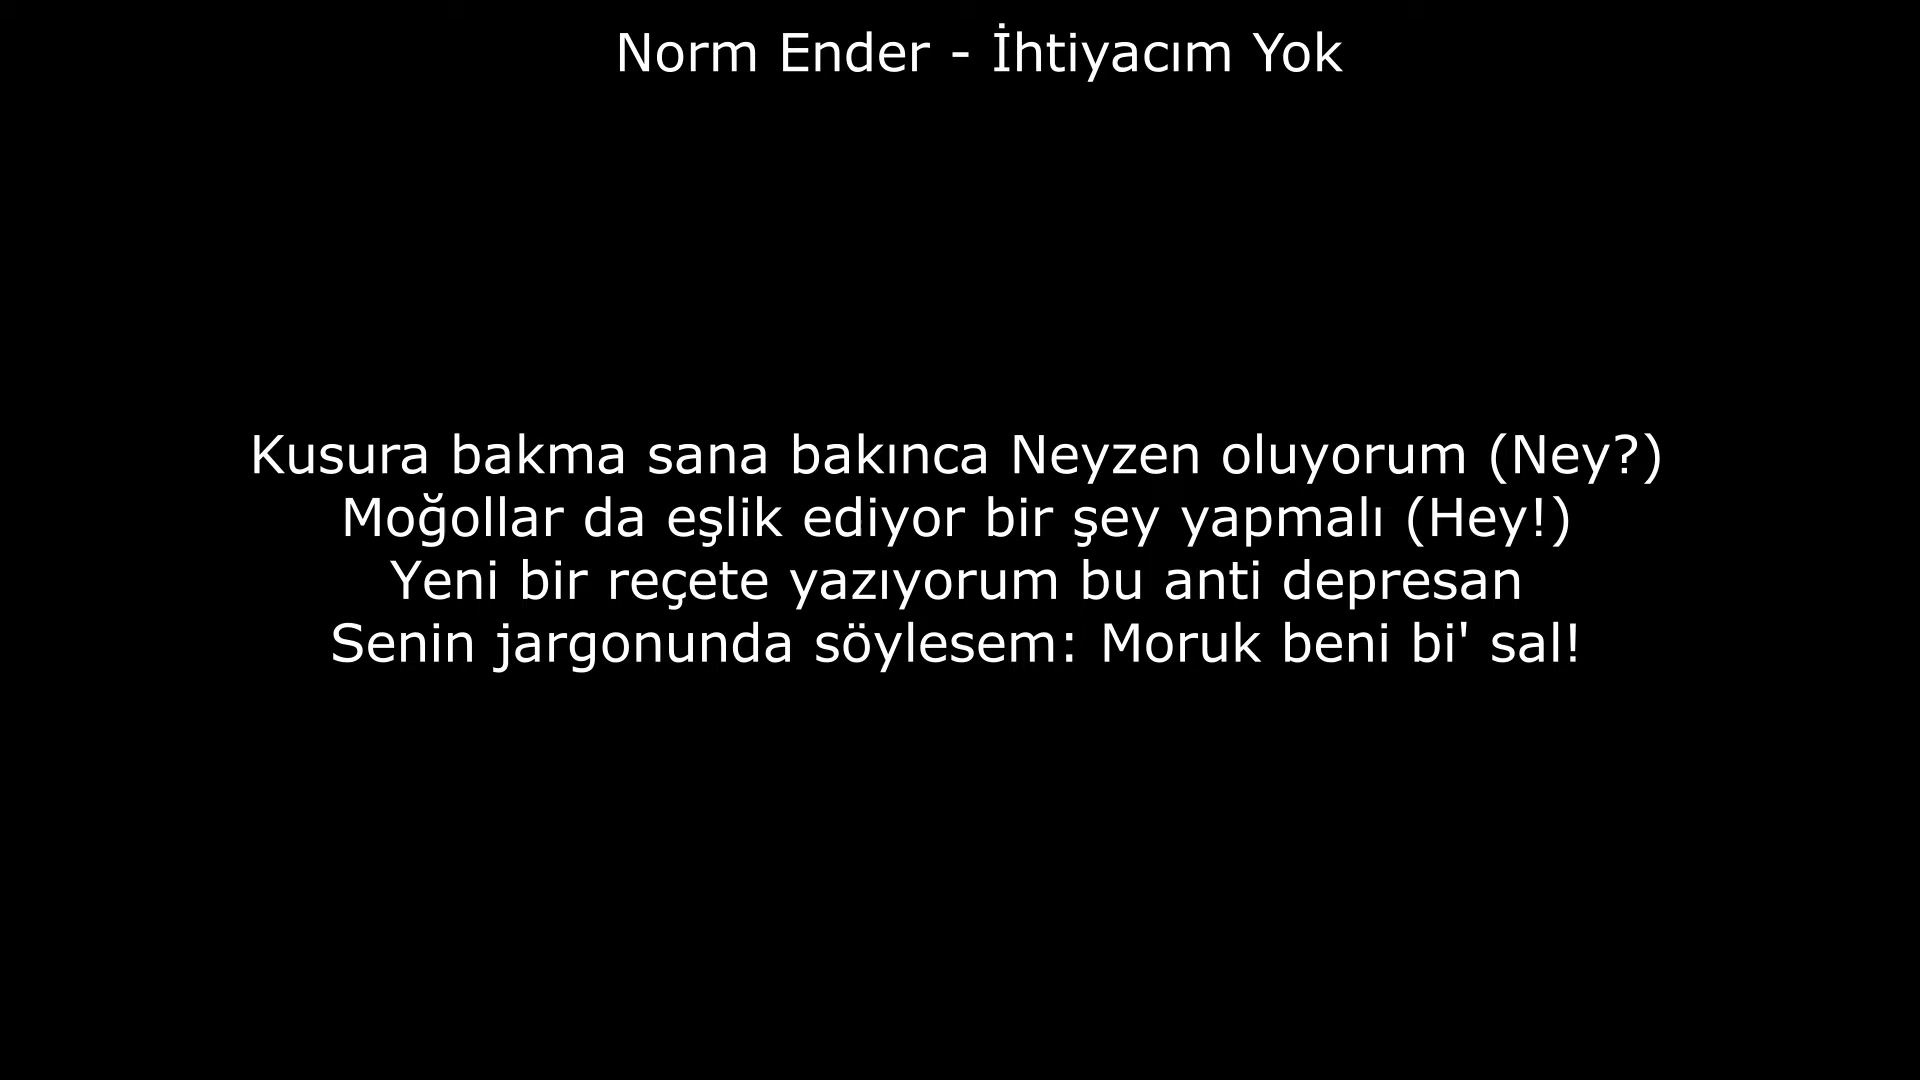 Norm Ender - İhtiyacım Yok
Kusura bakma sana bakınca Neyzen oluyorum (Ney?)
Moğollar da eşlik ediyor bir şey yapmalı (Hey!)
Yeni bir reçete yazıyorum bu anti depresan
Senin jargonunda söylesem: Moruk beni bi' sal!